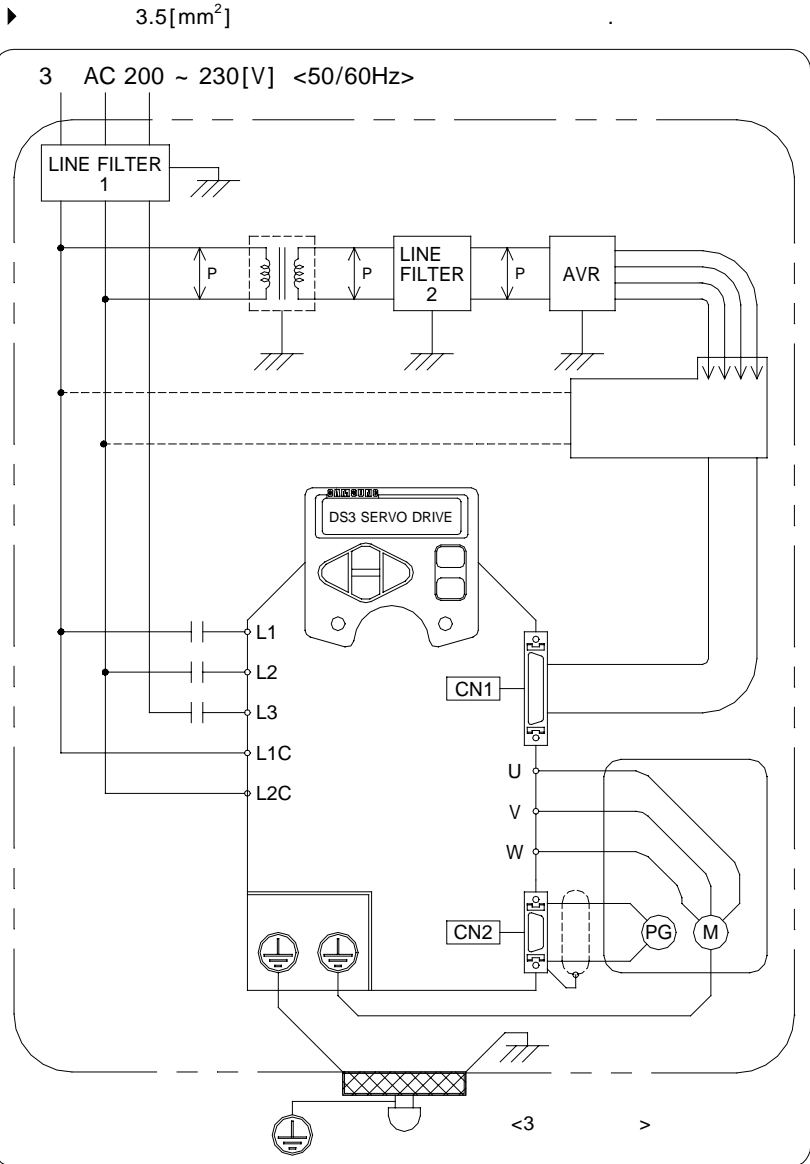 3.5[mm²] .
3 AC 200 ~ 230[V] <50/60Hz>
LINE FILTER
1
P
P
LINE
FILTER
2
P
AVR
SAMSUNG
DS3 SERVO DRIVE
L1
L2
L3
L1C
L2C
CN1
U
V
W
CN2
PG
M
<3 >